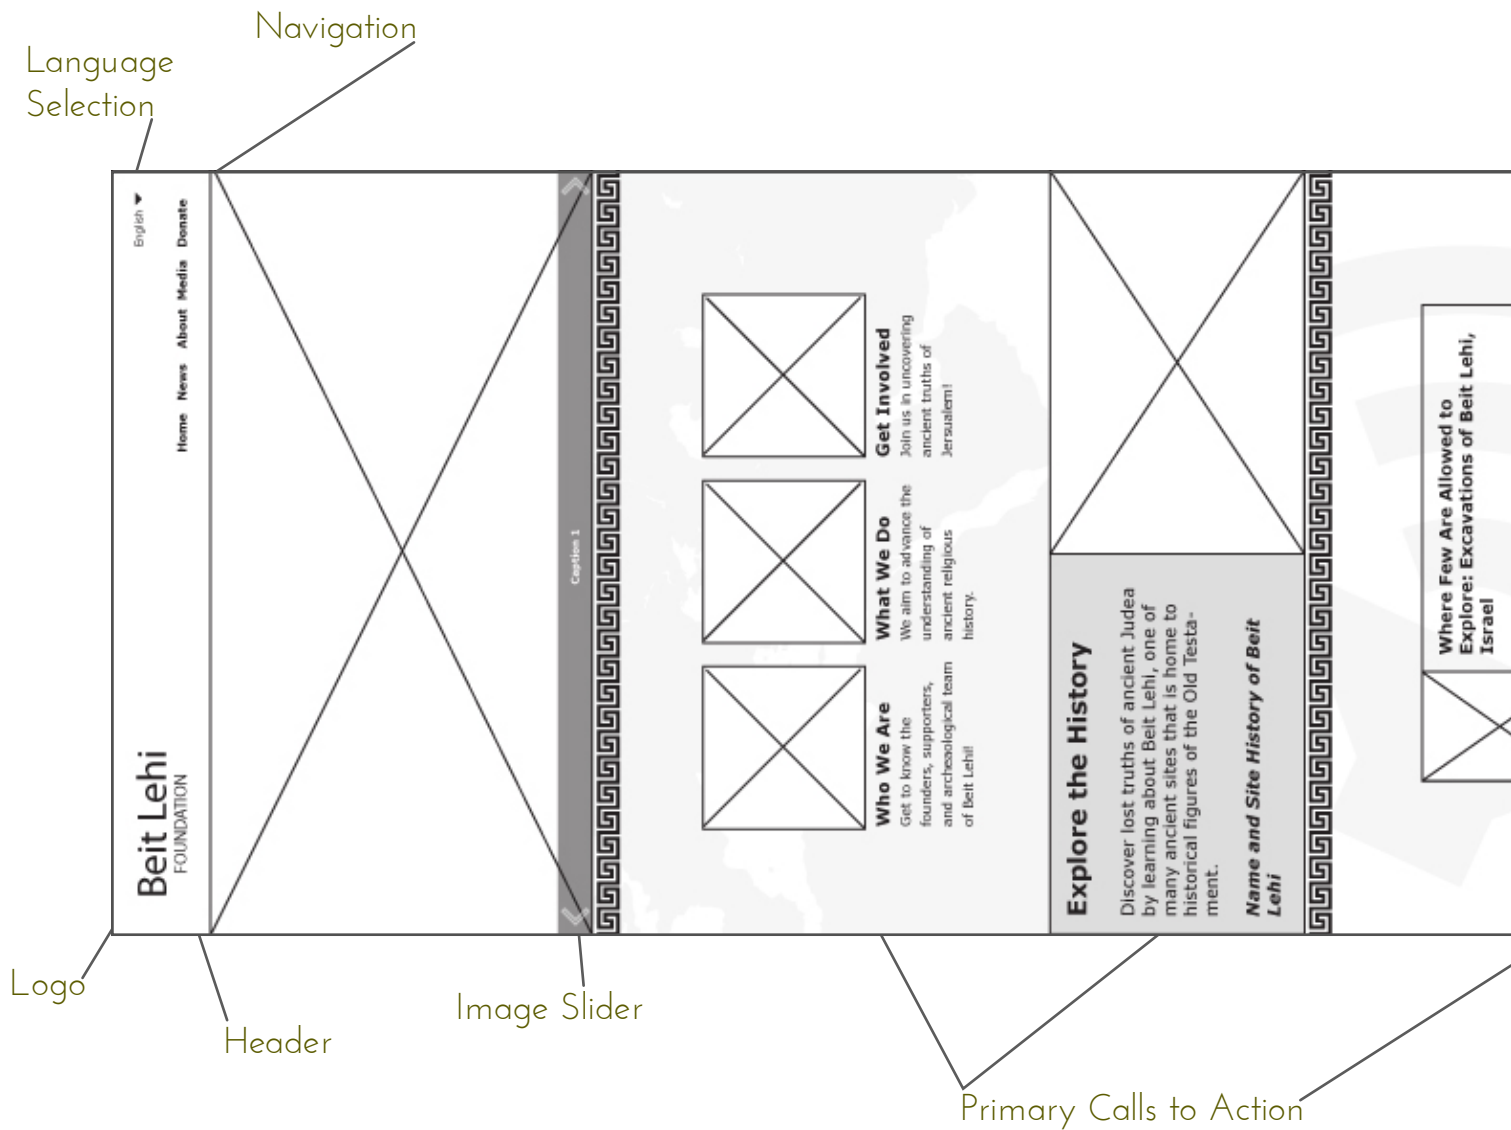 Navigation
Language
Selection
English
Home News About Media Donate
Beit Lehi
FOUNDATION
Caption 1
Who We Are
Get to know the
founders, supporters,
and archeaological team
of Beit Lehi!
What We Do
We aim to advance the
understanding of
ancient religious
history.
Get Involved
Join us in uncovering
ancient truths of
Jersualem!
Explore the History
Discover lost truths of ancient Judea
by learning about Beit Lehi, one of
many ancient sites that is home to
historical figures of the Old Testa-
ment.
Name and Site History of Beit
Lehi
Where Few Are Allowed to
Explore: Excavations of Beit Lehi,
Israel
Logo
Header
Image Slider
Primary Calls to Action